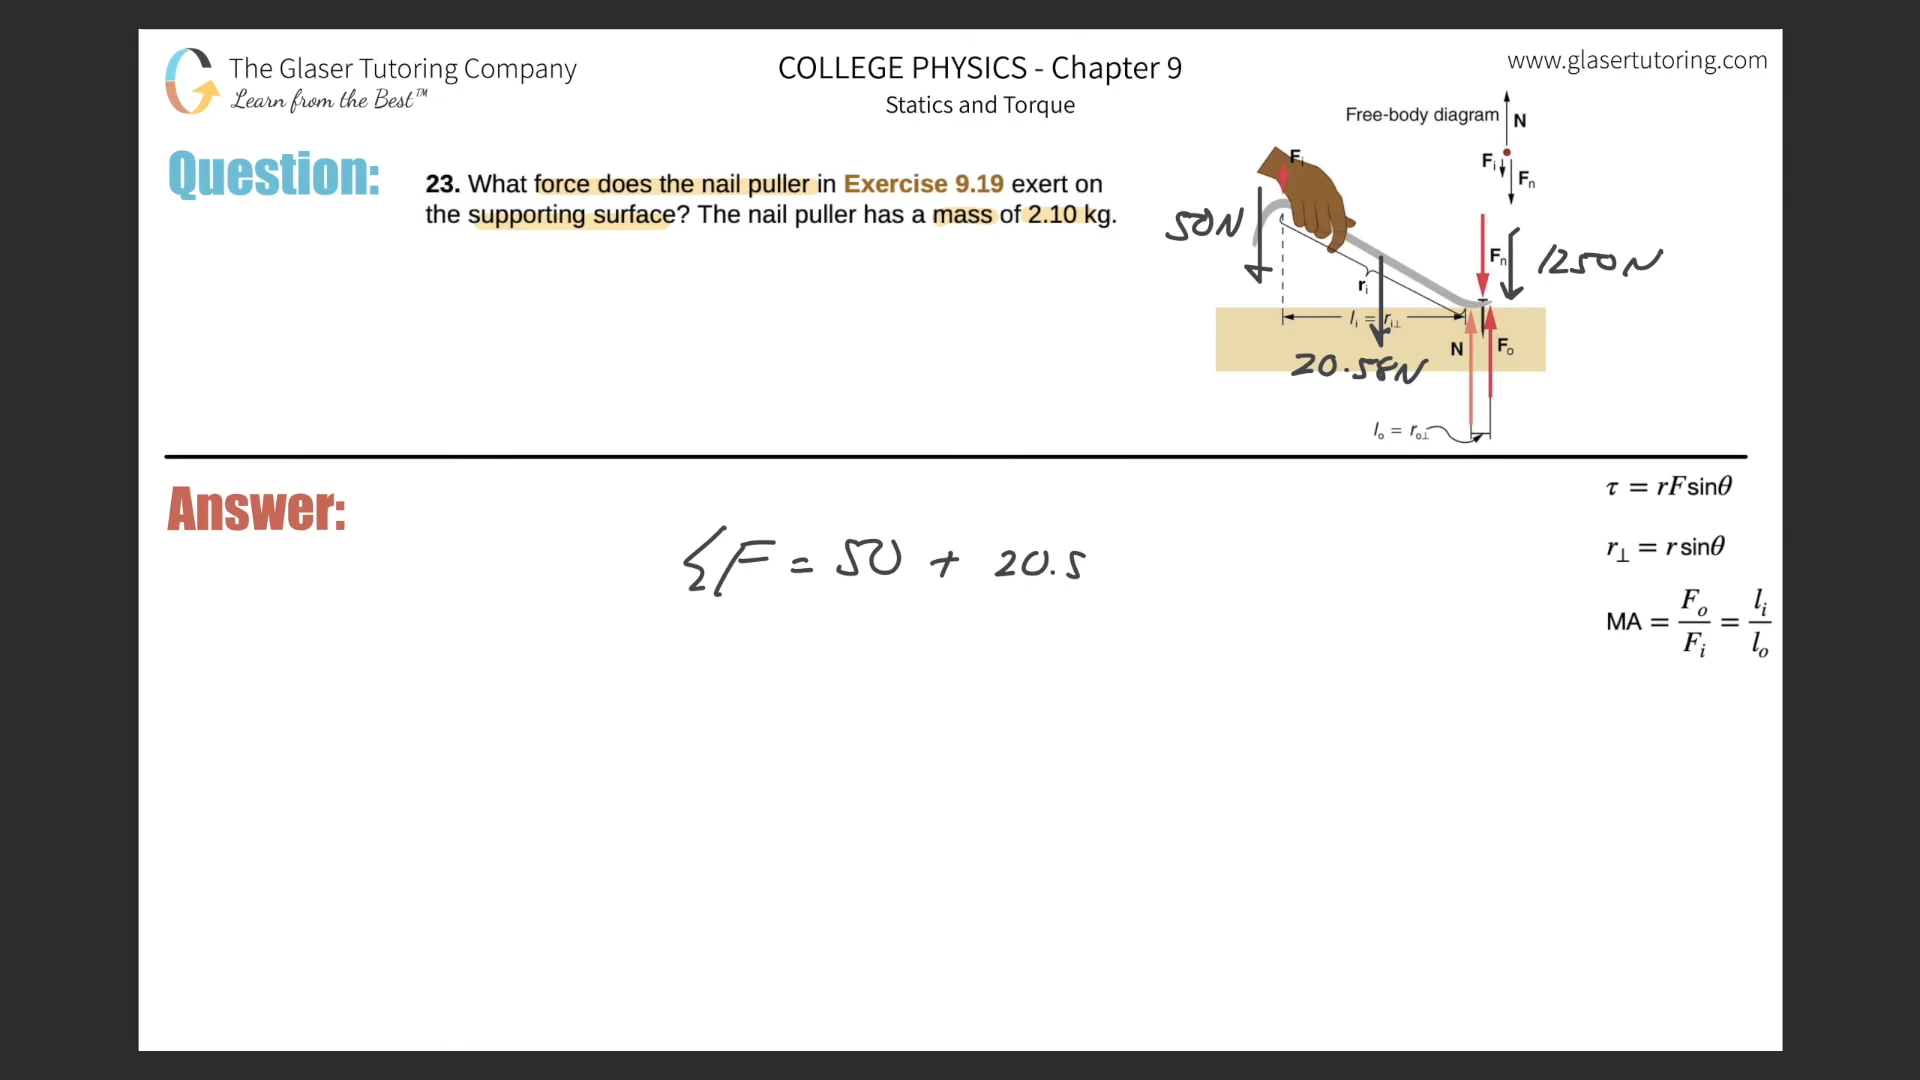 The Glaser Tutoring Company
Learn from the Best™
COLLEGE PHYSICS - Chapter 9
Statics and Torque
www.glasertutoring.com
Question:
23. What force does the nail puller in Exercise 9.19 exert on
the supporting surface? The nail puller has a mass of 2.10 kg.
Free-body diagram
N
Fi
Fn
Fi
50N
Fn
1250N
ri
li = ri⊥
20.58N
N
Fo
lo = ro⊥
Answer:
ΣF = 50 + 20.5
τ = rFsinθ
r⊥ = r sinθ
MA = Fo/Fi = li/lo